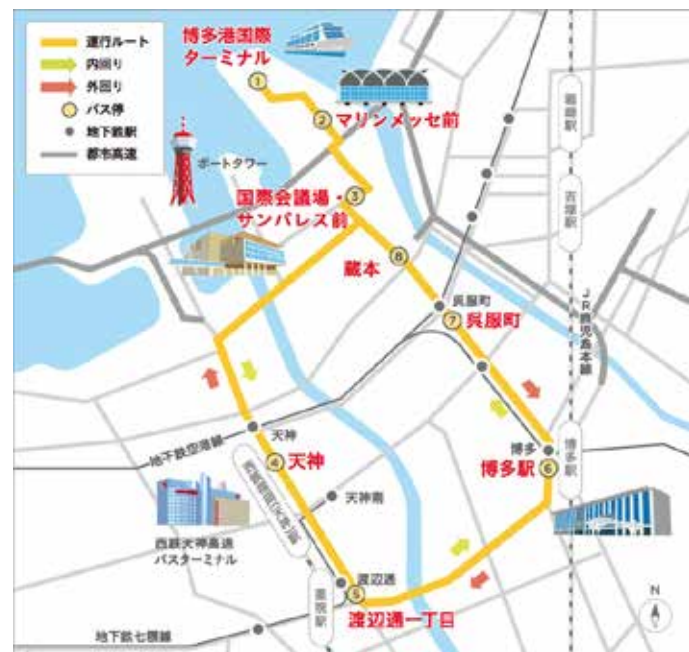 運行ルート
内回り
外回り
バス停
地下鉄駅
都市高速
博多港国際
ターミナル
1
2
マリンメッセ前
ポートタワー
3
国際会議場・
サンパレス前
箱崎駅
吉塚駅
8
蔵本
呉服町
7
呉服町
JR鹿児島本線
天神
地下鉄空港線
4
天神
博多
6
博多駅
博多駅
天神南
西鉄天神高速
バスターミナル
渡辺通
5
渡辺通一丁目
薬院駅
地下鉄七隈線
N